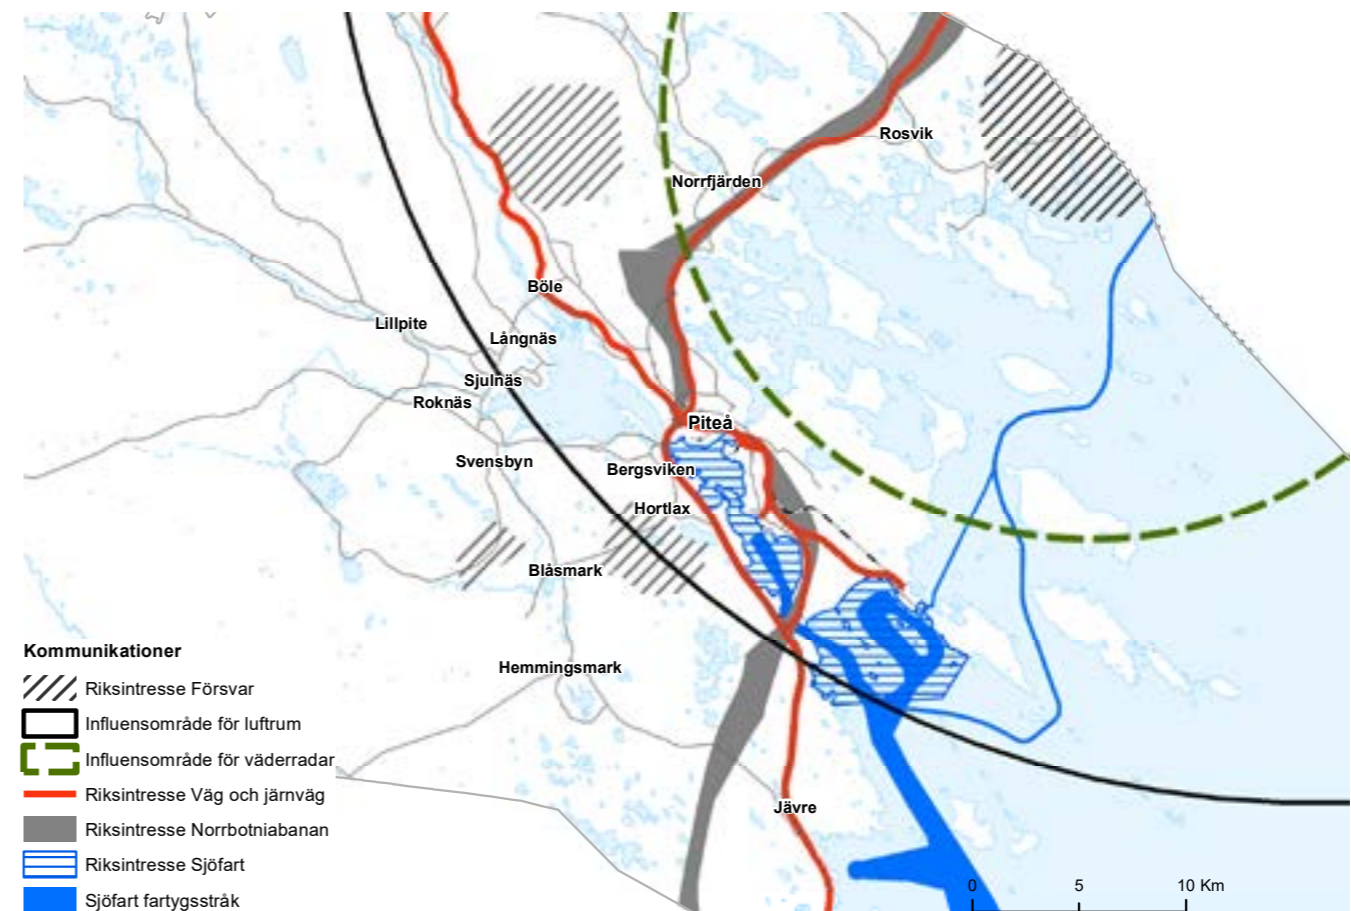 Rosvik
Norrfjärden
Böle
Lillpite
Långnäs
Sjulnäs
Roknäs
Piteå
Svensbyn
Bergsviken
Hortlax
Blåsmark
Hemmingsmark
Jävre
Kommunikationer
Riksintresse Försvar
Influensområde för luftrum
Influensområde för väderradar
Riksintresse Väg och järnväg
Riksintresse Norrbotniabanan
Riksintresse Sjöfart
Sjöfart fartygsstråk
0 5 10 Km